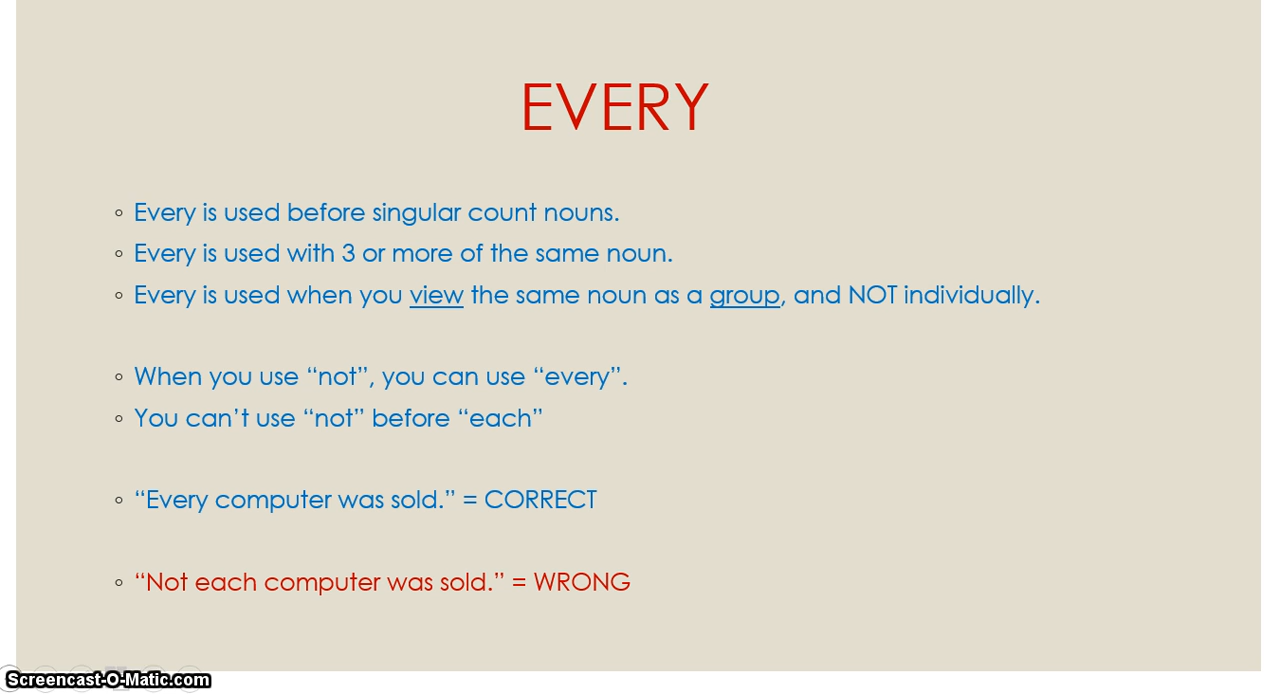 EVERY
◦ Every is used before singular count nouns.
◦ Every is used with 3 or more of the same noun.
◦ Every is used when you view the same noun as a group, and NOT individually.
◦ When you use “not”, you can use “every”.
◦ You can’t use “not” before “each”
◦ “Every computer was sold.” = CORRECT
◦ “Not each computer was sold.” = WRONG
Screencast-O-Matic.com